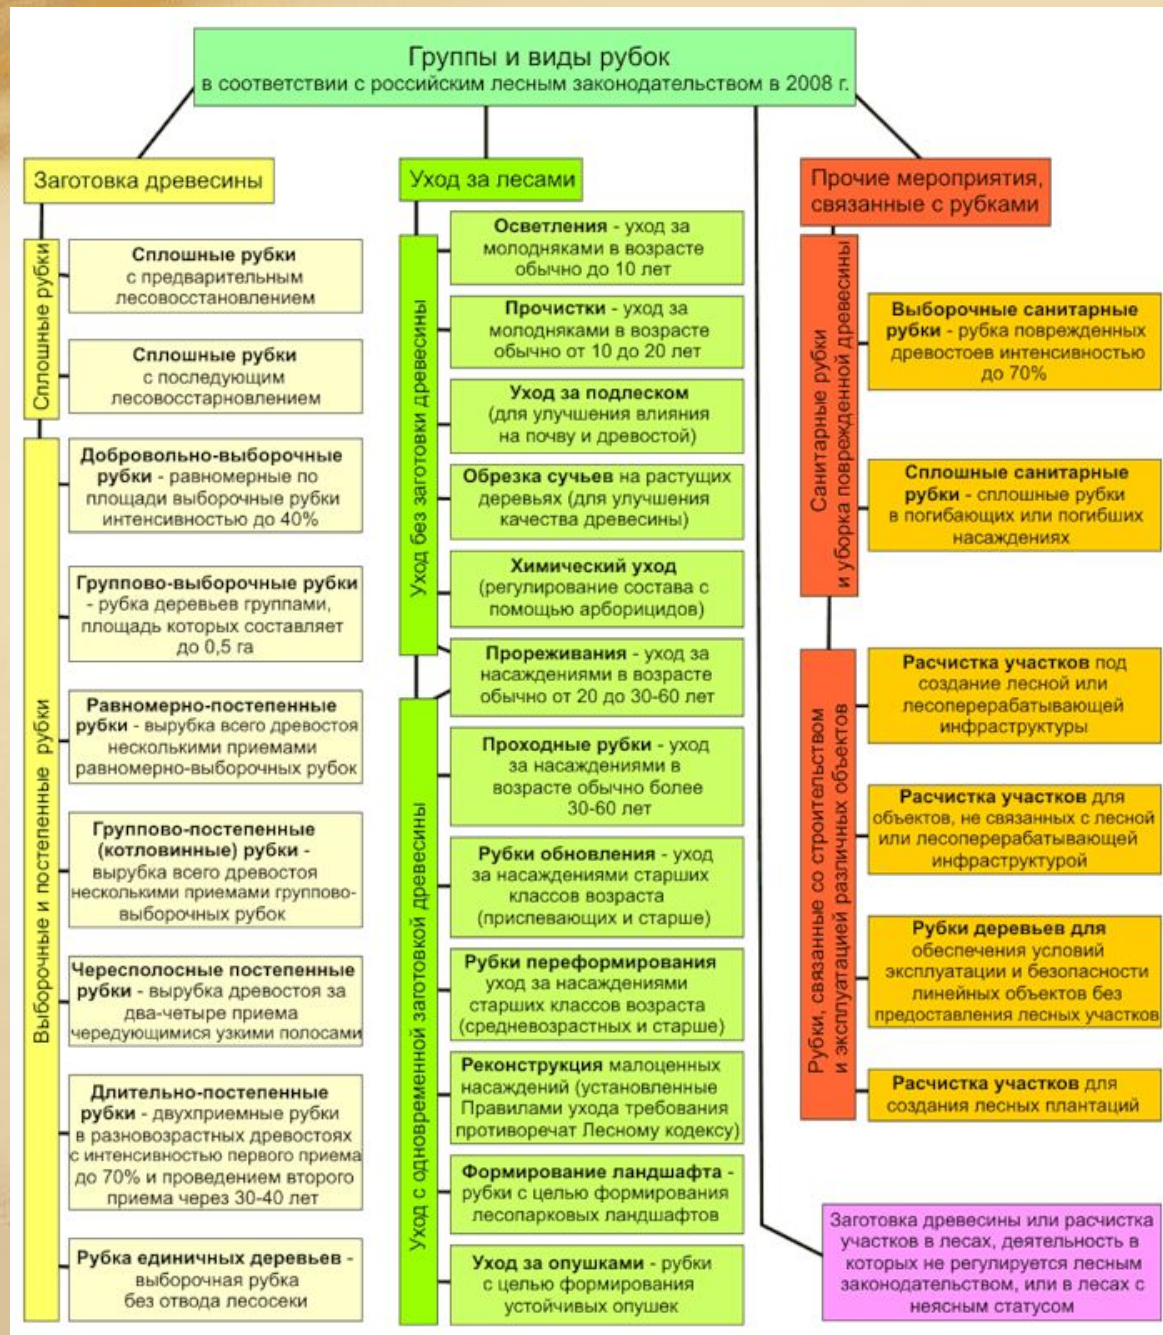 Группы и виды рубок
в соответствии с российским лесным законодательством в 2008 г.
Заготовка древесины
Сплошные рубки
Сплошные рубки
с предварительным
лесовосстановлением
Сплошные рубки
с последующим
лесовосстарновлением
Выборочные и постепенные рубки
Добровольно-выборочные
рубки - равномерные по
площади выборочные рубки
интенсивностью до 40%
Группово-выборочные рубки
- рубка деревьев группами,
площадь которых составляет
до 0,5 га
Равномерно-постепенные
рубки - вырубка всего древостоя
несколькими приемами
равномерно-выборочных рубок
Группово-постепенные
(котловинные) рубки -
вырубка всего древостоя
несколькими приемами группово-
выборочных рубок
Чересполосные постепенные
рубки - вырубка древостоя за
два-четыре приема
чередующимися узкими полосами
Длительно-постепенные
рубки - двухприемные рубки
в разновозрастных древостоях
с интенсивностью первого приема
до 70% и проведением второго
приема через 30-40 лет
Рубка единичных деревьев -
выборочная рубка
без отвода лесосеки
Уход за лесами
Уход без заготовки древесины
Осветления - уход за
молодняками в возрасте
обычно до 10 лет
Прочистки - уход за
молодняками в возрасте
обычно от 10 до 20 лет
Уход за подлеском
(для улучшения влияния
на почву и древостой)
Обрезка сучьев на растущих
деревьях (для улучшения
качества древесины)
Химический уход
(регулирование состава с
помощью арборицидов)
Прореживания - уход за
насаждениями в возрасте
обычно от 20 до 30-60 лет
Уход с одновременной заготовкой древесины
Проходные рубки - уход
за насаждениями в
возрасте обычно более
30-60 лет
Рубки обновления - уход
за насаждениями старших
классов возраста
(приспевающих и старше)
Рубки переформирования
уход за насаждениями
старших классов возраста
(средневозрастных и старше)
Реконструкция малоценных
насаждений (установленные
Правилами ухода требования
противоречат Лесному кодексу)
Формирование ландшафта -
рубки с целью формирования
лесопарковых ландшафтов
Уход за опушками - рубки
с целью формирования
устойчивых опушек
Прочие мероприятия,
связанные с рубками
Санитарные рубки
и уборка поврежденной древесины
Выборочные санитарные
рубки - рубка поврежденных
древостоев интенсивностью
до 70%
Сплошные санитарные
рубки - сплошные рубки
в погибающих или погибших
насаждениях
Рубки, связанные со строительством
и эксплуатацией различных объектов
Расчистка участков под
создание лесной или
лесоперерабатывающей
инфраструктуры
Расчистка участков для
объектов, не связанных с лесной
или лесоперерабатывающей
инфраструктурой
Рубки деревьев для
обеспечения условий
эксплуатации и безопасности
линейных объектов без
предоставления лесных участков
Расчистка участков для
создания лесных плантаций
Заготовка древесины или расчистка
участков в лесах, деятельность в
которых не регулируется лесным
законодательством, или в лесах с
неясным статусом